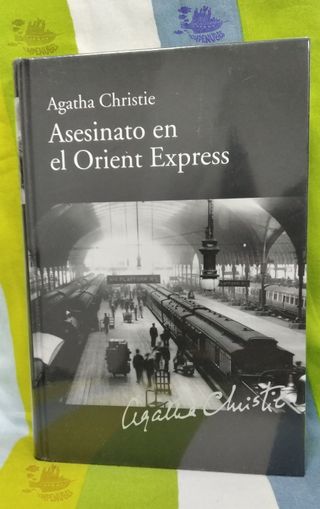 Agatha Christie
Asesinato en
el Orient Express
Agatha Christie